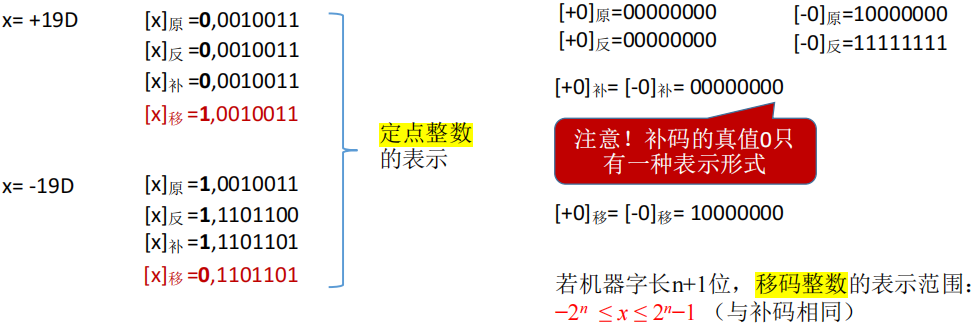 x= +19D
[x]原 =0,0010011
[x]反 =0,0010011
[x]补 =0,0010011
[x]移 =1,0010011
x= -19D
[x]原 =1,0010011
[x]反 =1,1101100
[x]补 =1,1101101
[x]移 =0,1101101
定点整数
的表示
[+0]原=00000000 [-0]原=10000000
[+0]反=00000000 [-0]反=11111111
[+0]补= [-0]补= 00000000
注意！补码的真值0只
有一种表示形式
[+0]移= [-0]移= 10000000
若机器字长n+1位，移码整数的表示范围：
−2ⁿ ≤ x ≤ 2ⁿ−1 （与补码相同）